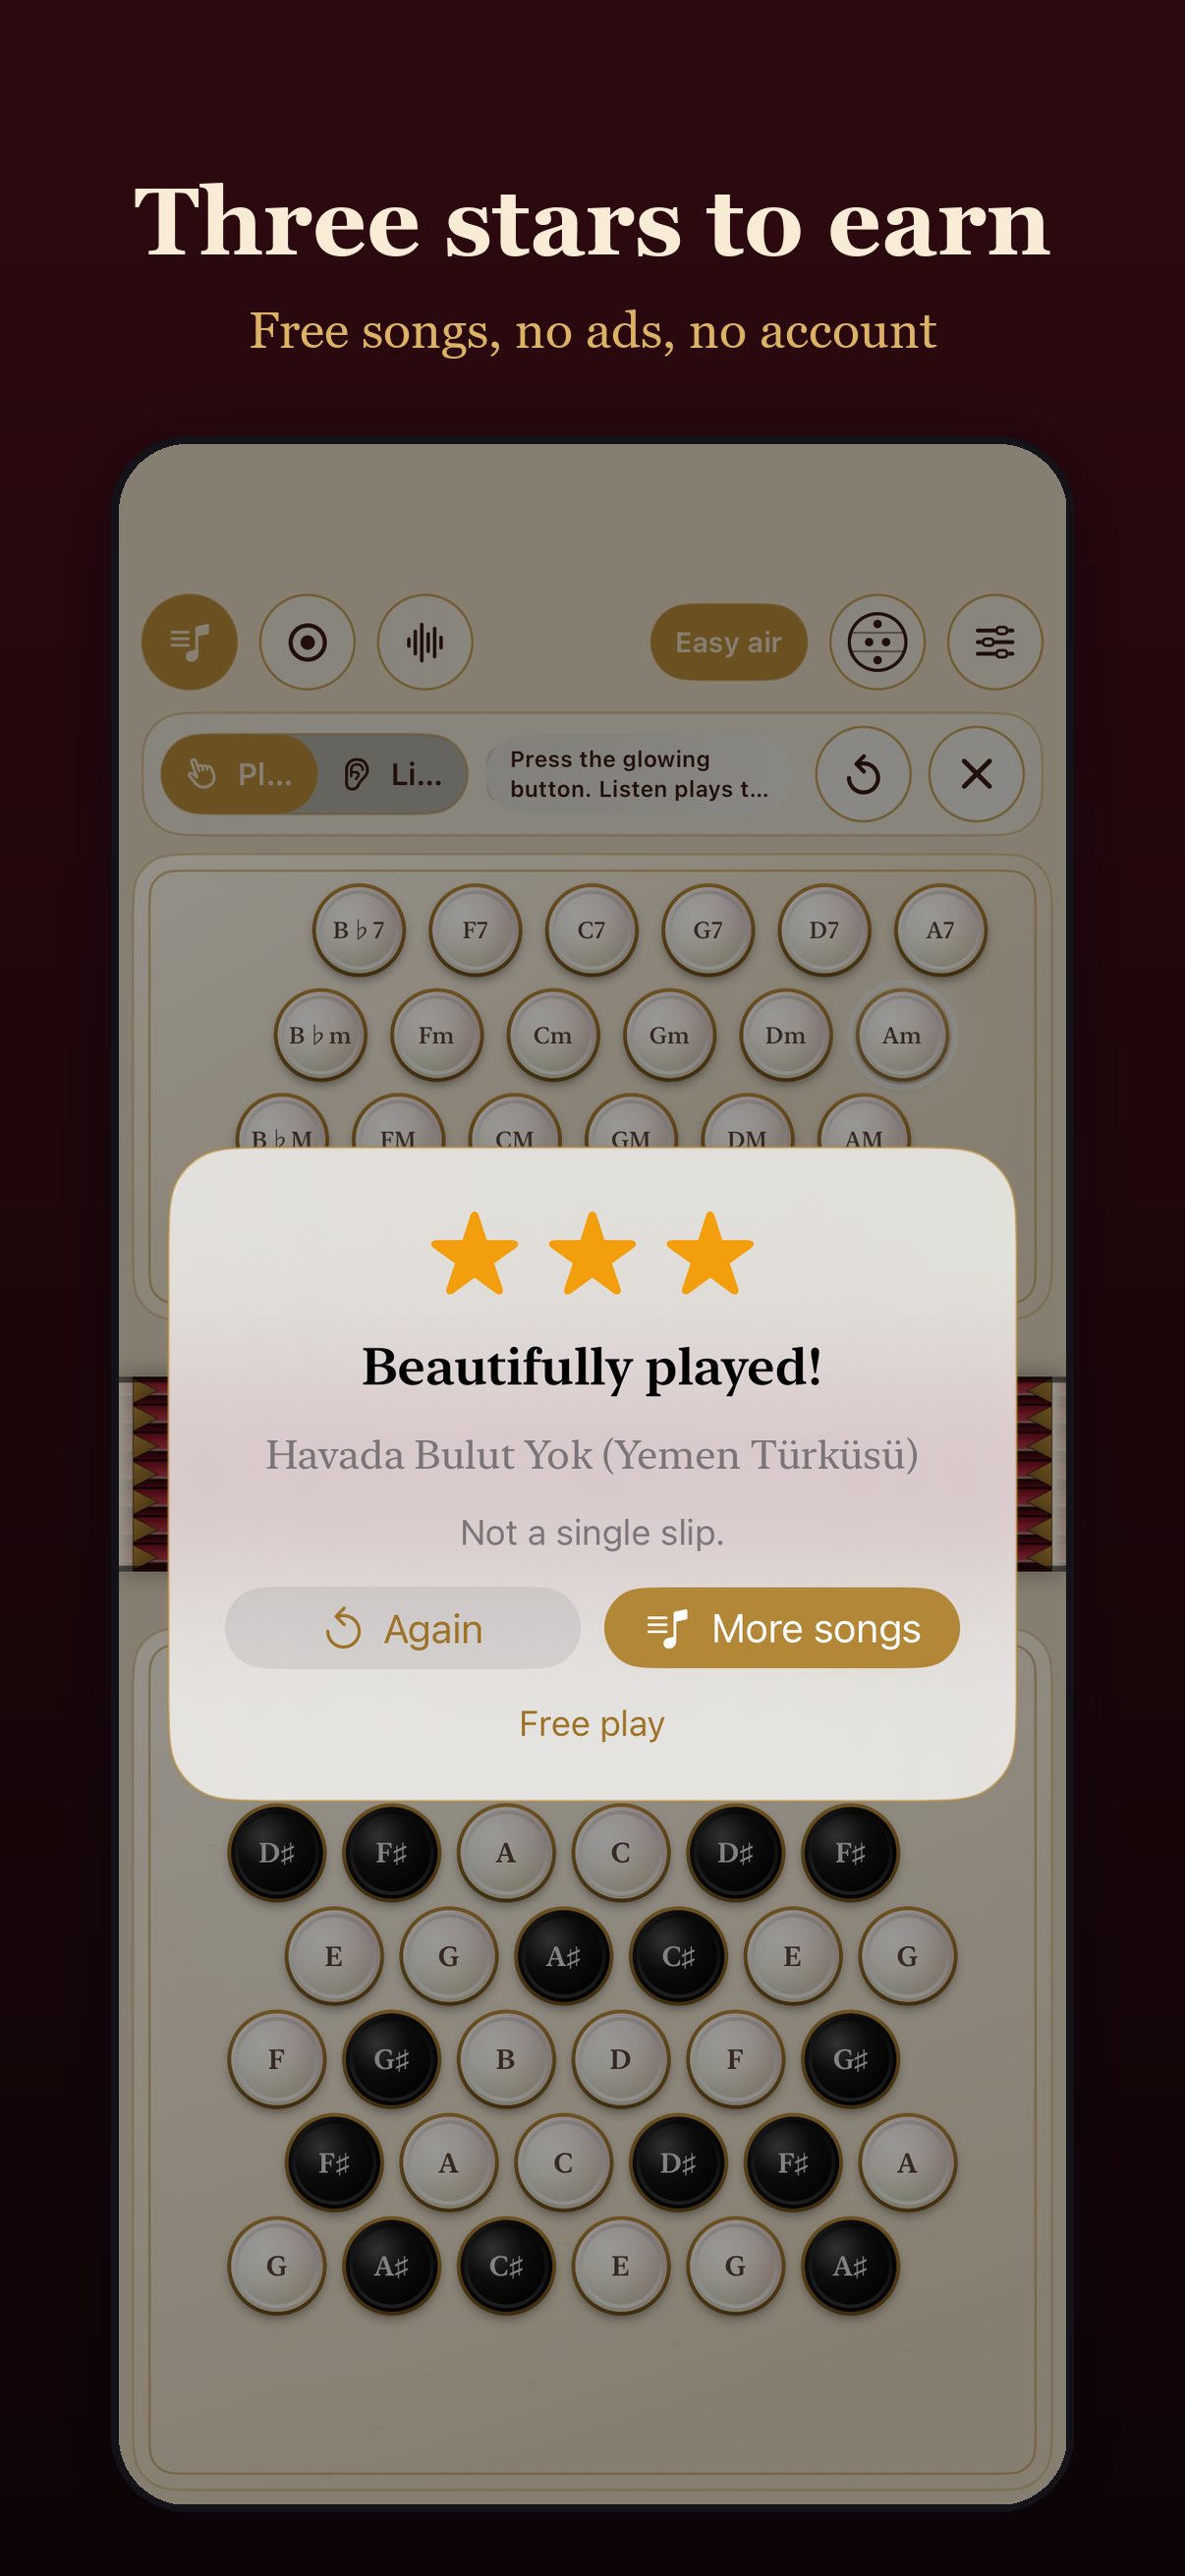 Three stars to earn
Free songs, no ads, no account
Easy air
Pl...
Li...
Press the glowing
button. Listen plays t...
B♭7 F7 C7 G7 D7 A7
B♭m Fm Cm Gm Dm Am
B♭M FM CM GM DM AM
Beautifully played!
Havada Bulut Yok (Yemen Türküsü)
Not a single slip.
Again
More songs
Free play
D♯ F♯ A C D♯ F♯
E G A♯ C♯ E G
F G♯ B D F G♯
F♯ A C D♯ F♯ A
G A♯ C♯ E G A♯